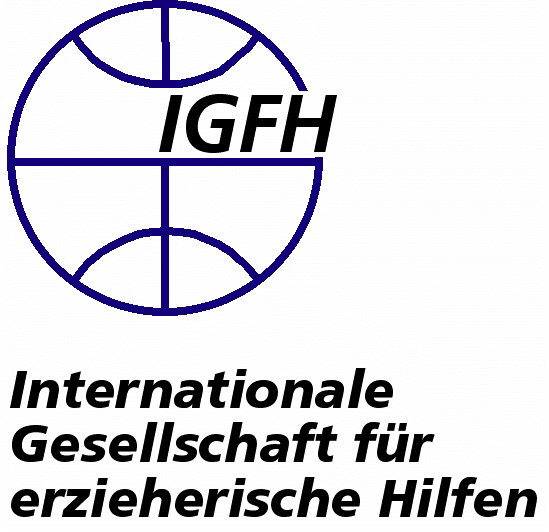 IGFH
Internationale
Gesellschaft für
erzieherische Hilfen